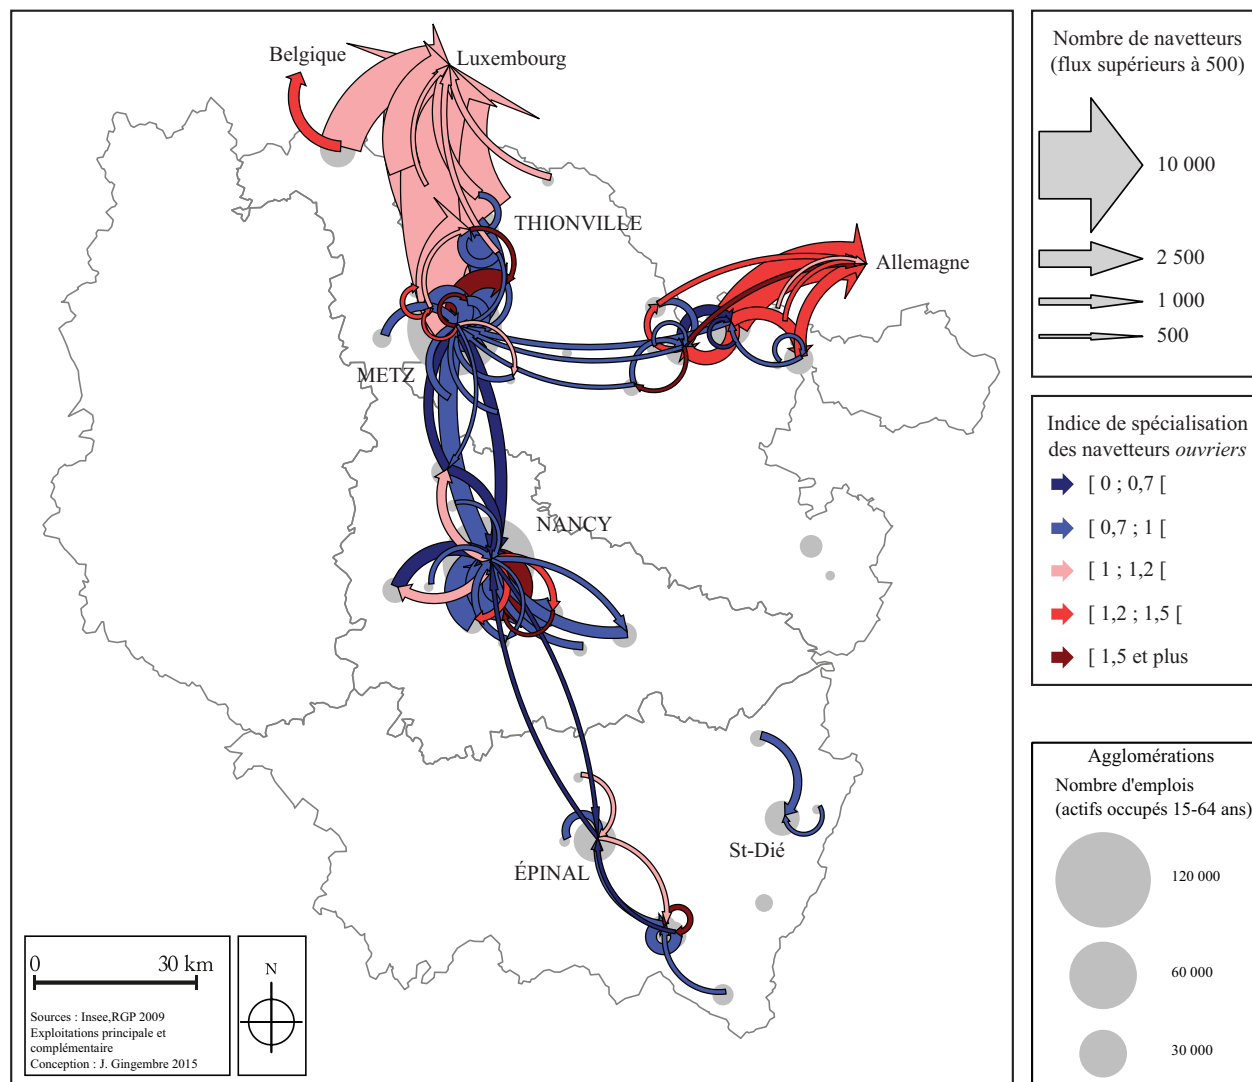 Belgique
Luxembourg
THIONVILLE
Allemagne
METZ
NANCY
St-Dié
ÉPINAL
0 30 km
Sources : Insee,RGP 2009
Exploitations principale et
complémentaire
Conception : J. Gingembre 2015
N
Nombre de navetteurs
(flux supérieurs à 500)
10 000
2 500
1 000
500
Indice de spécialisation
des navetteurs ouvriers
[ 0 ; 0,7 [
[ 0,7 ; 1 [
[ 1 ; 1,2 [
[ 1,2 ; 1,5 [
[ 1,5 et plus
Agglomérations
Nombre d'emplois
(actifs occupés 15-64 ans)
120 000
60 000
30 000